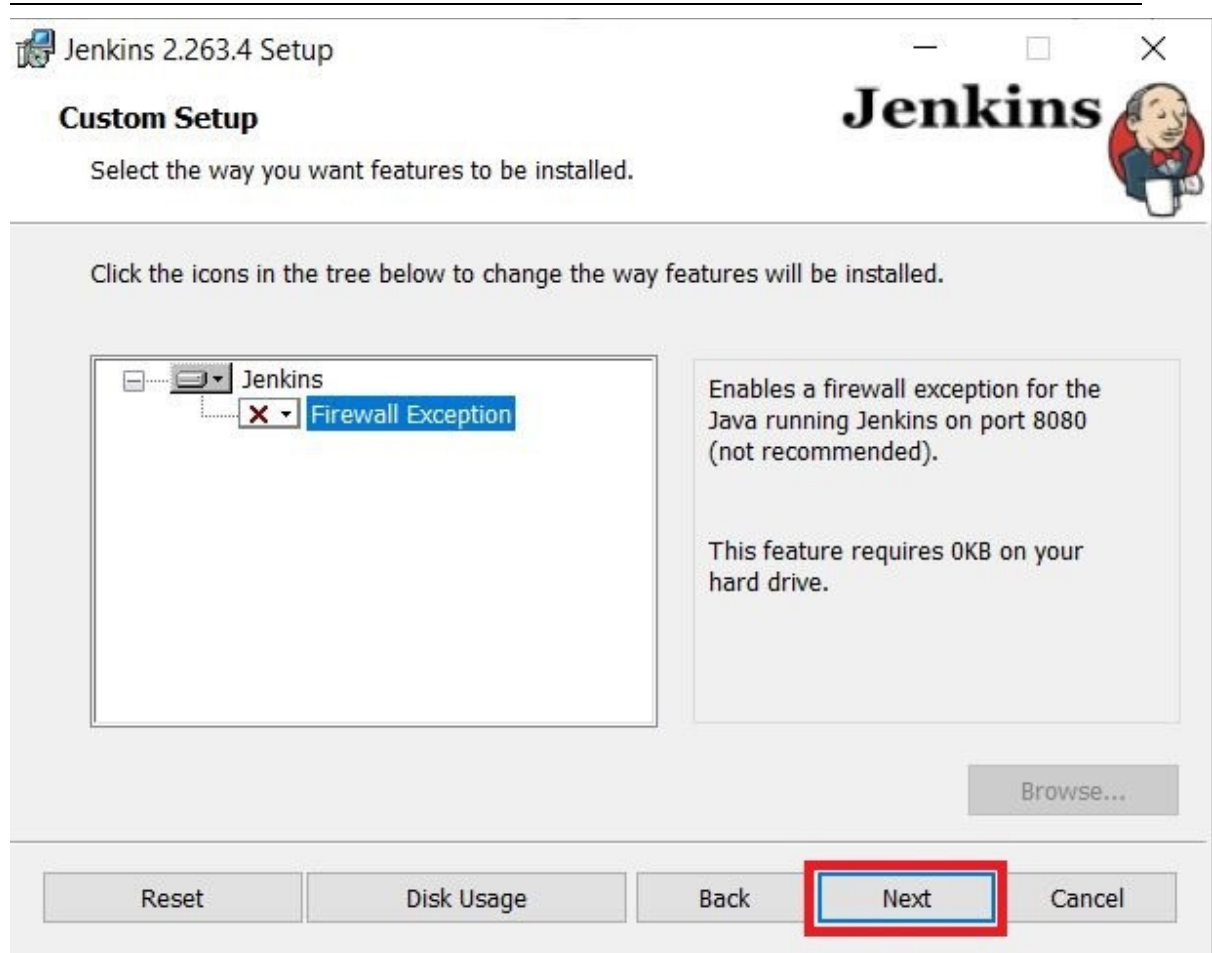 Jenkins 2.263.4 Setup
Custom Setup
Jenkins
Select the way you want features to be installed.
Click the icons in the tree below to change the way features will be installed.
Jenkins
Firewall Exception
Enables a firewall exception for the
Java running Jenkins on port 8080
(not recommended).
This feature requires 0KB on your
hard drive.
Browse...
Reset
Disk Usage
Back
Next
Cancel